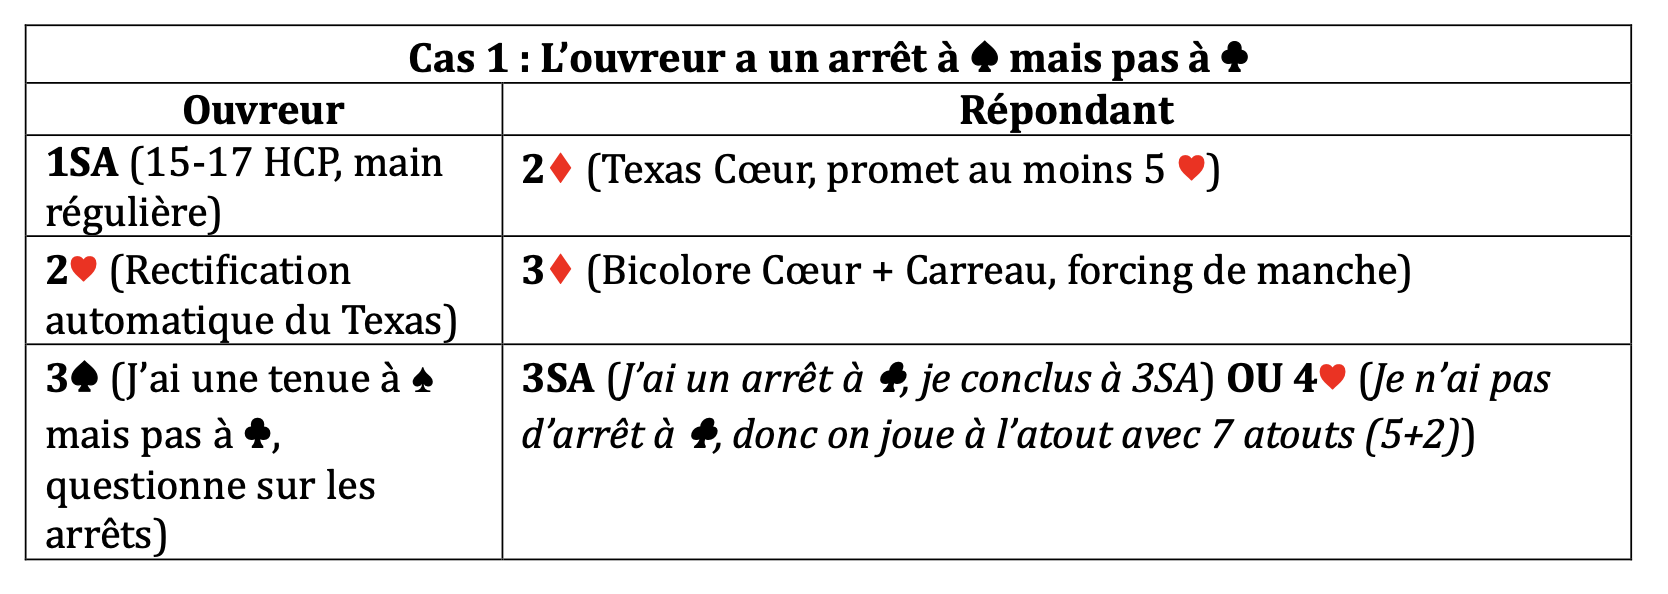 Cas 1 : L’ouvreur a un arrêt à ♠ mais pas à ♣
Ouvreur
Répondant
1SA (15-17 HCP, main
régulière)
2♦ (Texas Cœur, promet au moins 5 ♥)
2♥ (Rectification
automatique du Texas)
3♦ (Bicolore Cœur + Carreau, forcing de manche)
3♠ (J’ai une tenue à ♠
mais pas à ♣,
questionne sur les
arrêts)
3SA (J’ai un arrêt à ♣, je conclus à 3SA) OU 4♥ (Je n’ai pas
d’arrêt à ♣, donc on joue à l’atout avec 7 atouts (5+2))